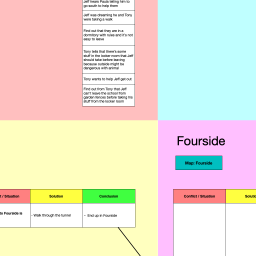 Jeff hears Paula telling him to
go south to help them
Jeff was dreaming he and Tony
were taking a walk
Find out that they are in a
dormitory with rules and it's not
easy to leave
Tony tells that there's some
stuff in the locker room that Jeff
should take before leaving
because outside might be
dangerous with animal
Tony wants to help Jeff get out
Find out from Tony that Jeff
can't leave the school from
garden fences before taking his
stuff from the locker room
Fourside
Map Fourside
t / Situation
Solution
Conclusion
Conflict / Situation
Solu
to Fourside is
- Walk through the tunnel
- End up in Fourside